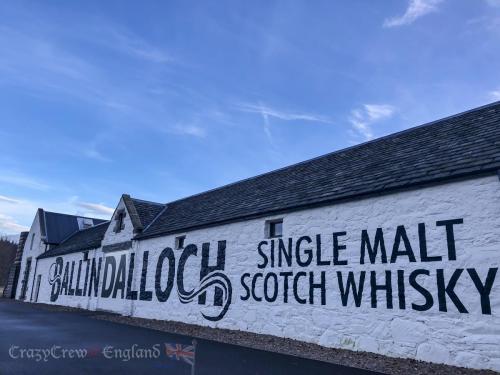 BALLINDALLOCH
SINGLE MALT
SCOTCH WHISKY
CrazyCrew England